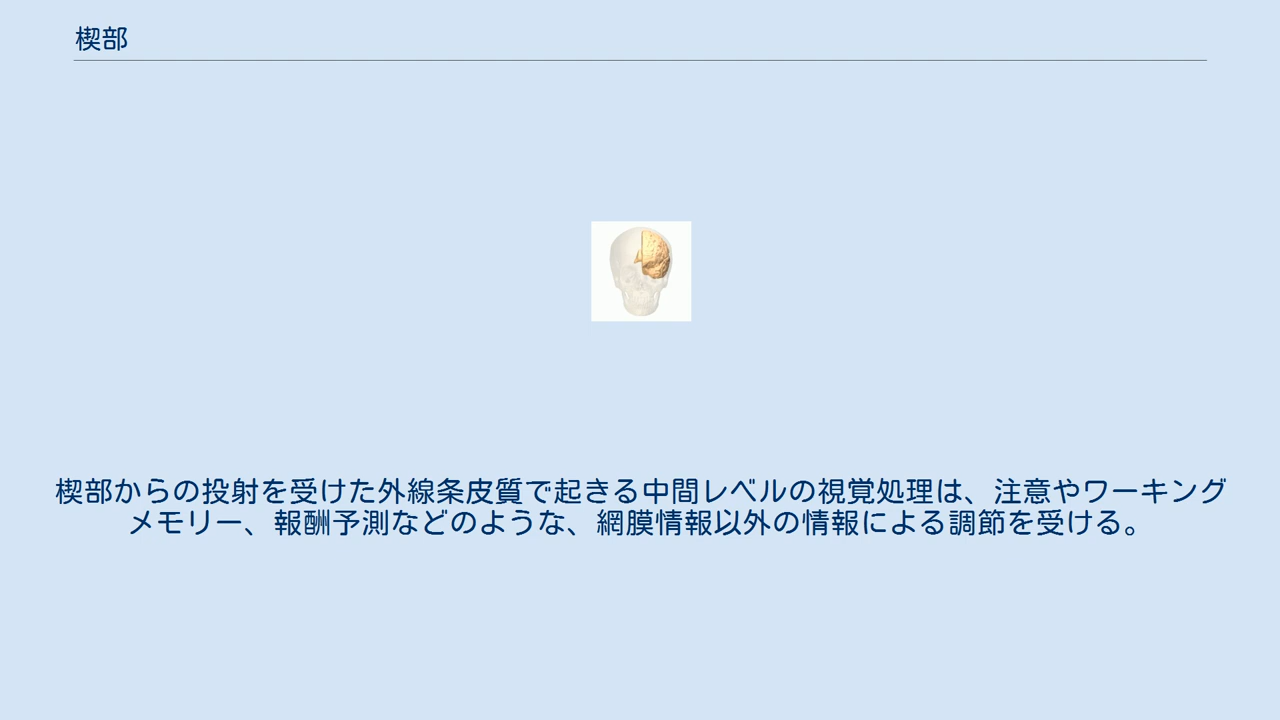 楔部
楔部からの投射を受けた外線条皮質で起きる中間レベルの視覚処理は、注意やワーキング
メモリー、報酬予測などのような、網膜情報以外の情報による調節を受ける。